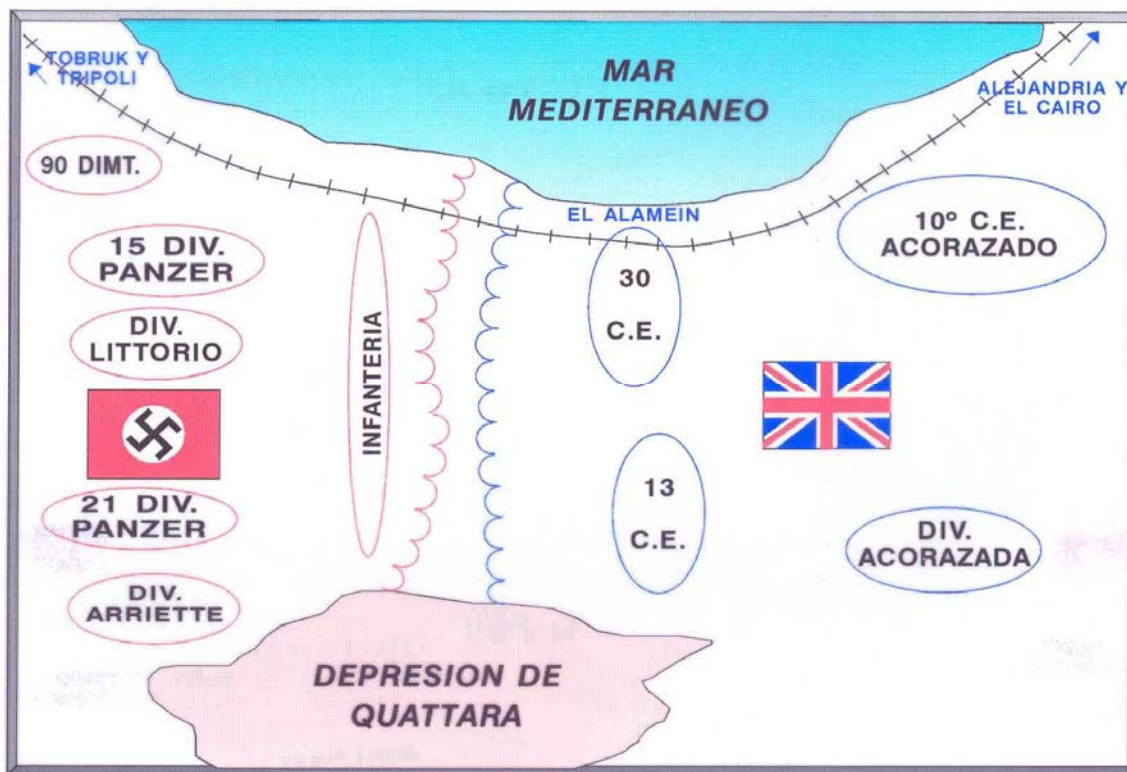 TOBRUK Y
TRIPOLI
MAR
MEDITERRANEO
ALEJANDRIA Y
EL CAIRO
90 DIMT.
EL ALAMEIN
10º C.E.
ACORAZADO
15 DIV.
PANZER
30
C.E.
DIV.
LITTORIO
INFANTERIA
21 DIV.
PANZER
13
C.E.
DIV.
ACORAZADA
DIV.
ARRIETTE
DEPRESION DE
QUATTARA